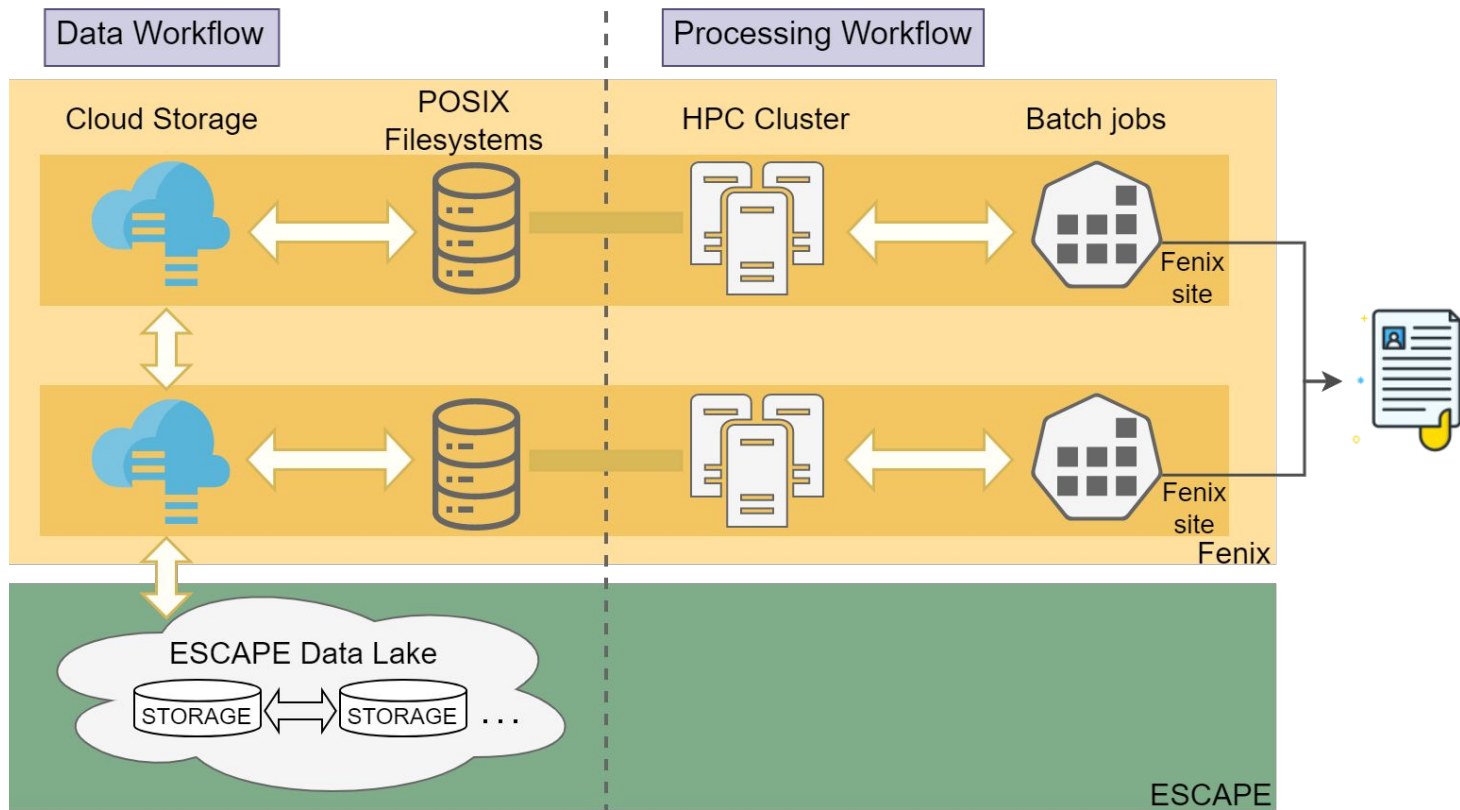 Data Workflow
Processing Workflow
Cloud Storage
POSIX
Filesystems
HPC Cluster
Batch jobs
Fenix
site
Fenix
site
Fenix
ESCAPE Data Lake
STORAGE
STORAGE
...
ESCAPE